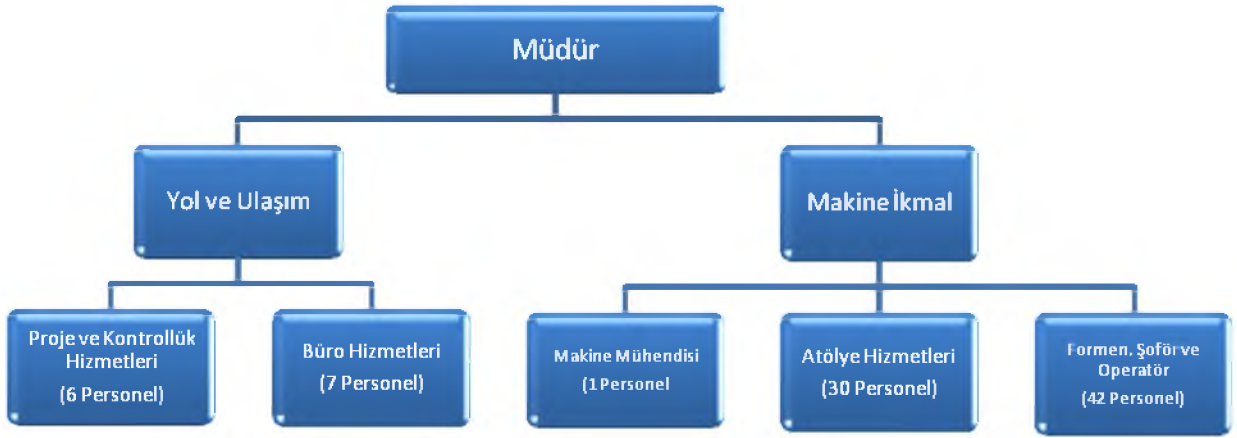 Müdür
Yol ve Ulaşım
Makine İkmal
Proje ve Kontrollük
Hizmetleri
(6 Personel)
Büro Hizmetleri
(7 Personel)
Makine Mühendisi
(1 Personel
Atölye Hizmetleri
(30 Personel)
Formen. Şoför ve
Operatör
(42 Personel)